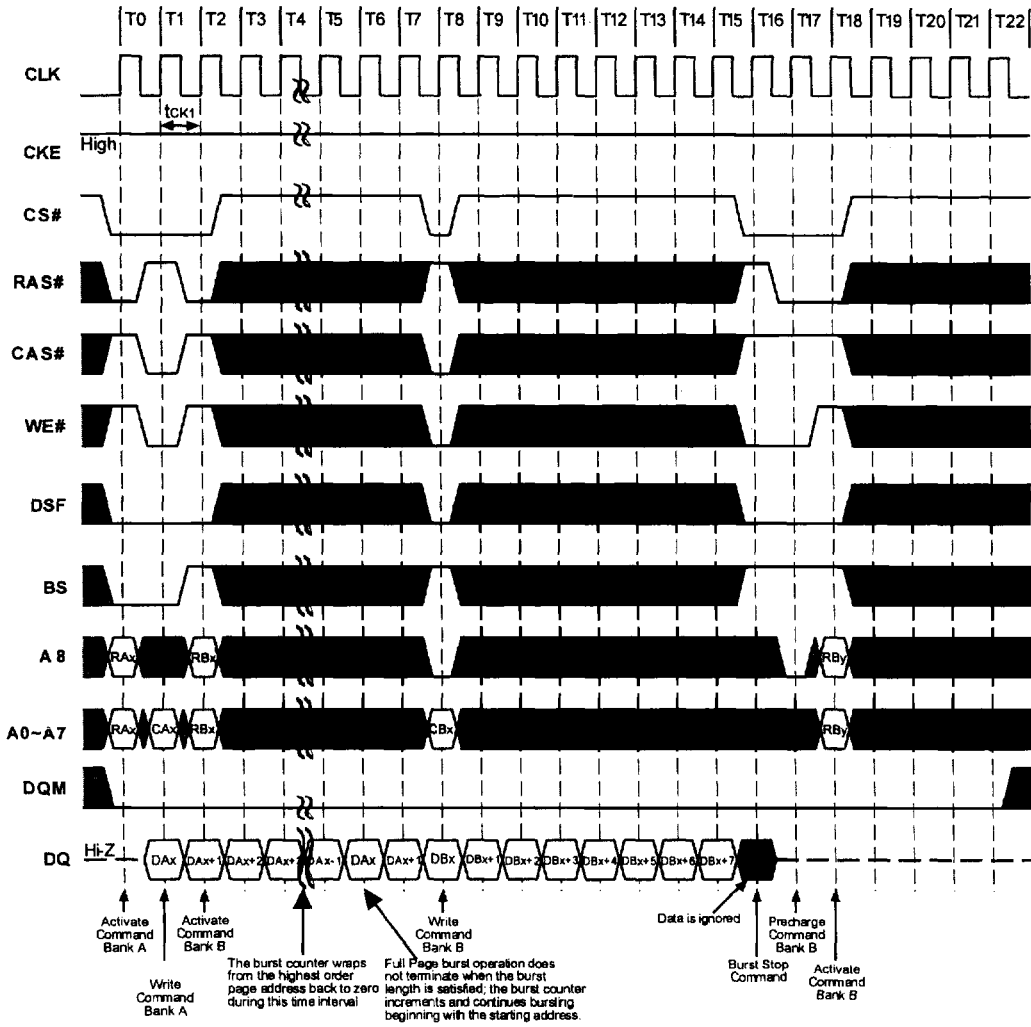 T0 T1 T2 T3 T4 T5 T6 T7 T8 T9 T10 T11 T12 T13 T14 T15 T16 T17 T18 T19 T20 T21 T22
CLK
tCK1
High
CKE
CS#
RAS#
CAS#
WE#
DSF
BS
A8
RAx RBx RBy
A0~A7
RAx CAx RBx CBx RBy
DQM
Hi-Z
DQ
DAx DAx+1 DAx+2 DAx-1 DAx DAx+1 DBx DBx+1 DBx+2 DBx+3 DBx+4 DBx+5 DBx+6 DBx+7
Activate
Command
Bank A
Write
Command
Bank A
Activate
Command
Bank B
The burst counter wraps
from the highest order
page address back to zero
during this time interval
Full Page burst operation does
not terminate when the burst
length is satisfied; the burst counter
increments and continues bursting
beginning with the starting address.
Write
Command
Bank B
Data is ignored
Burst Stop
Command
Precharge
Command
Bank B
Activate
Command
Bank B